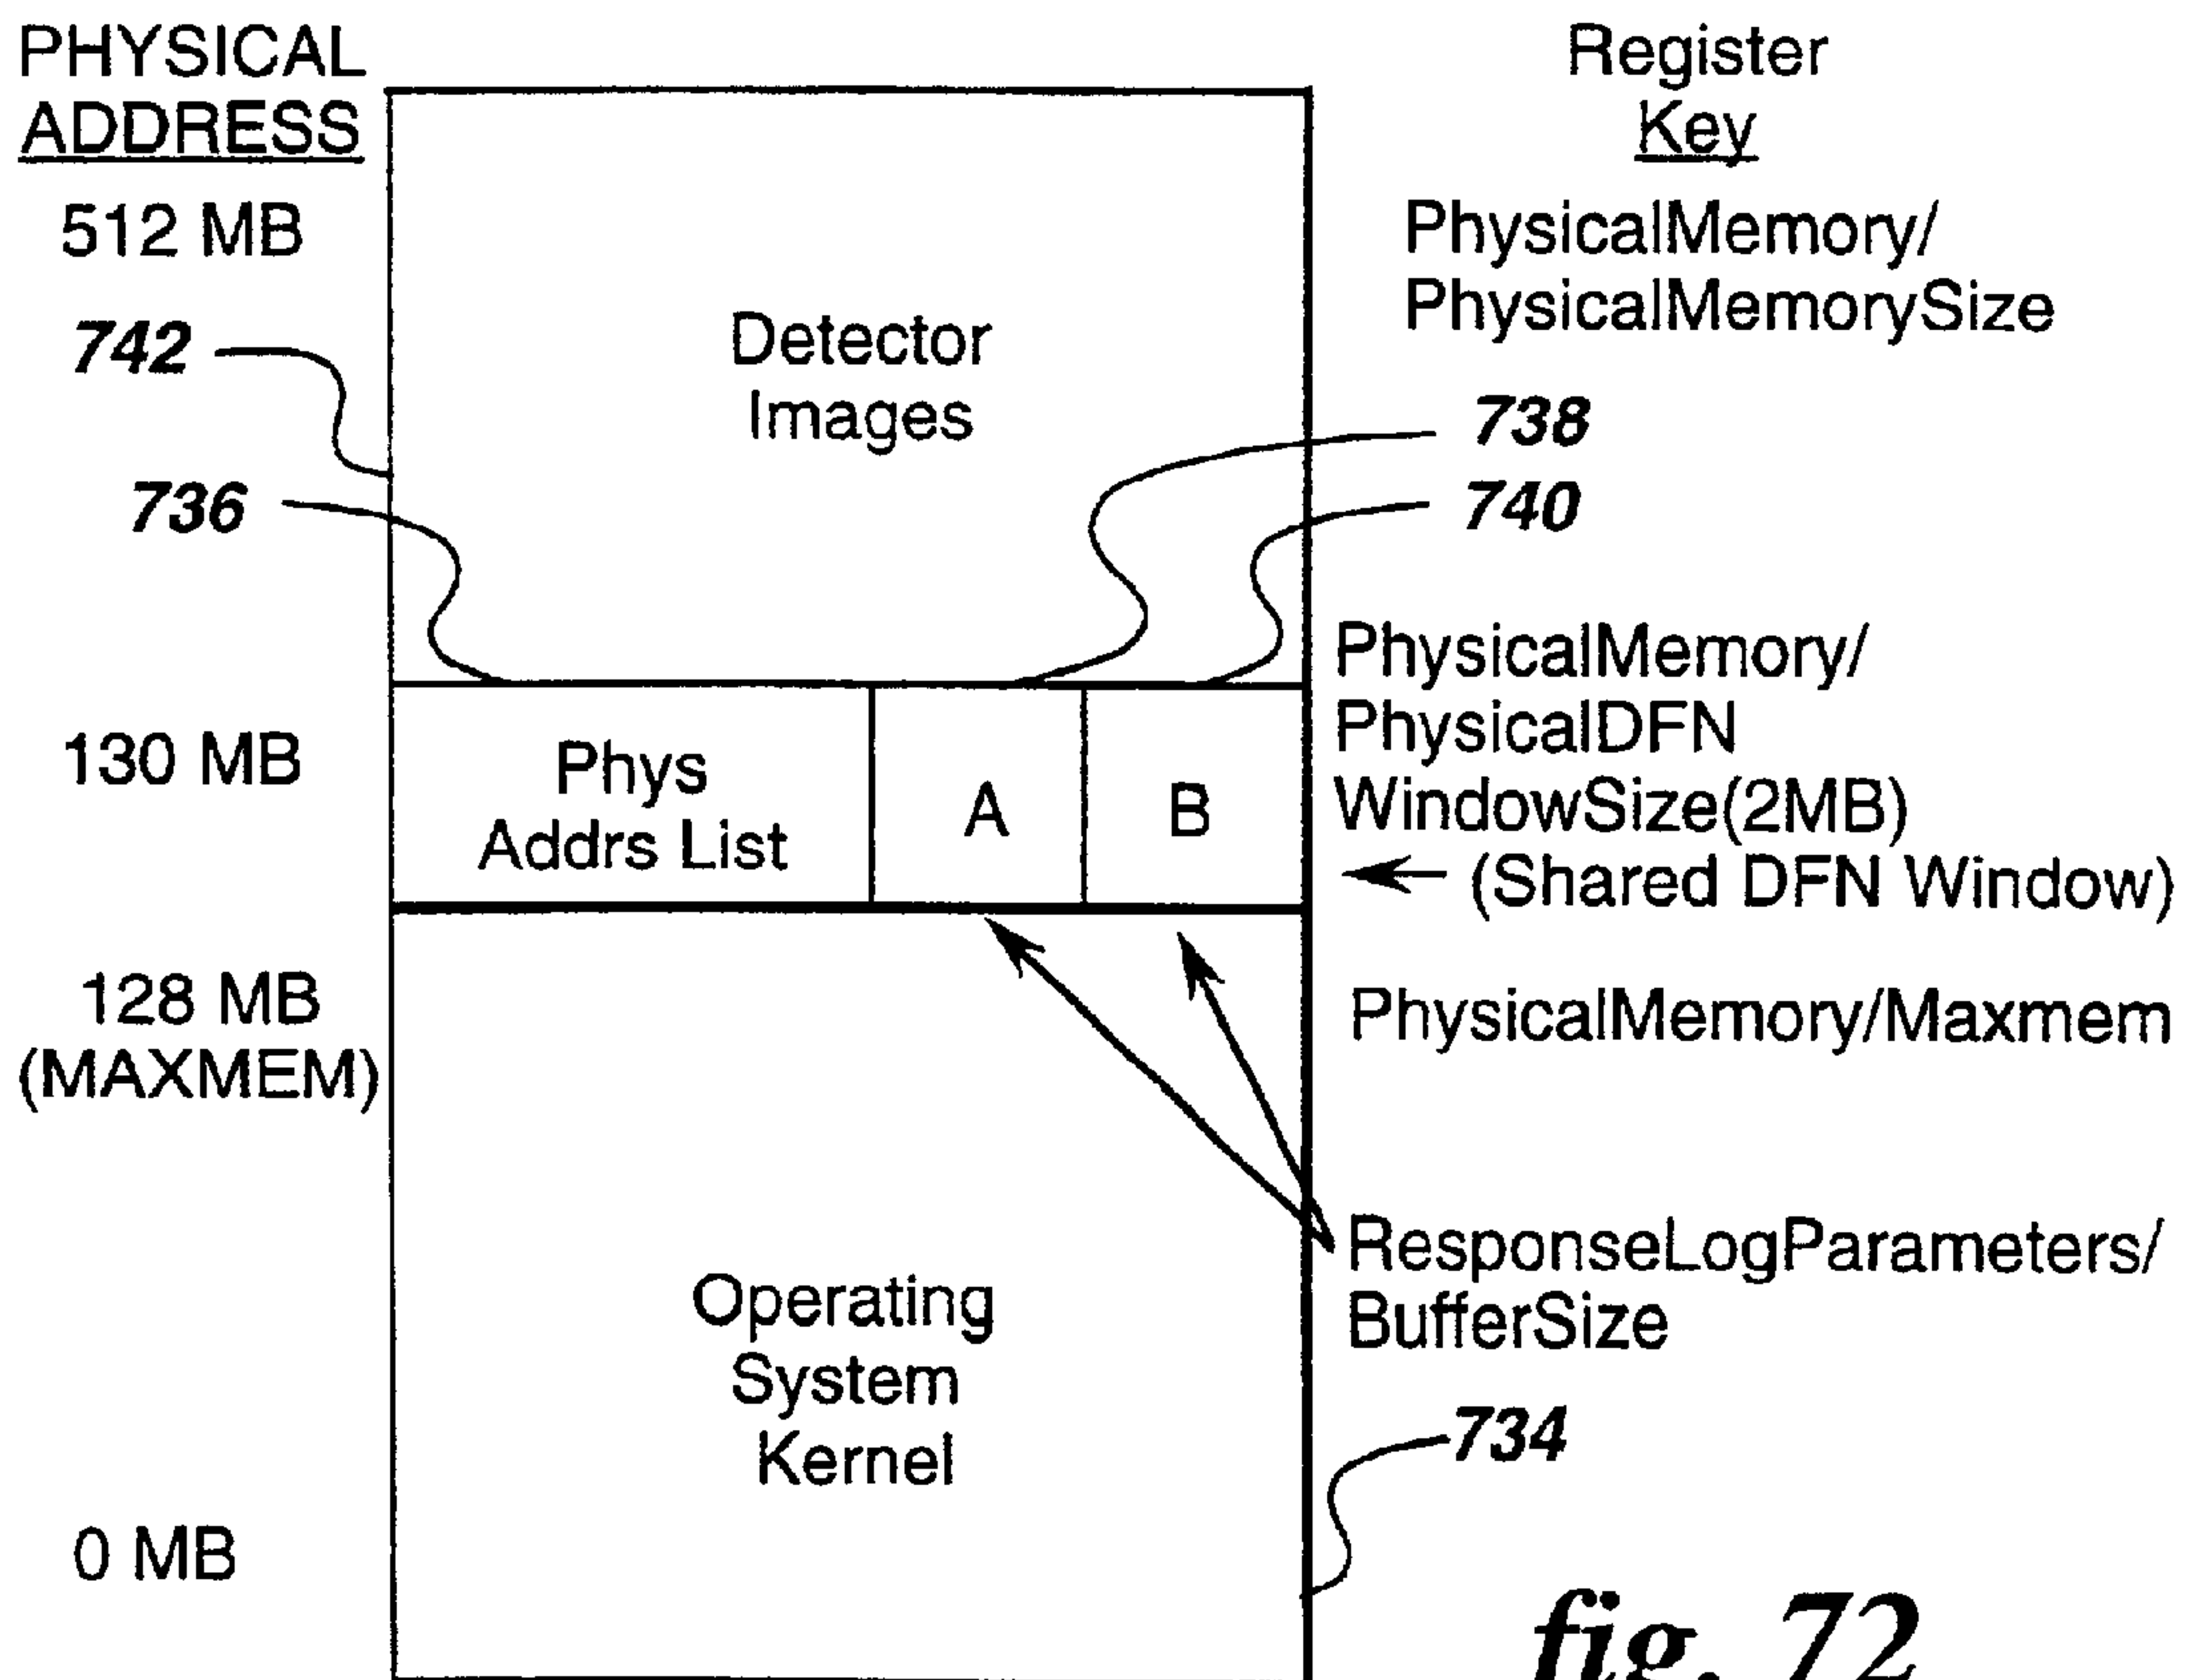 PHYSICAL
ADDRESS
Register
Key
512 MB
PhysicalMemory/
PhysicalMemorySize
742
Detector
Images
738
736
740
130 MB
Phys
Addrs List
A
B
PhysicalMemory/
PhysicalDFN
WindowSize(2MB)
(Shared DFN Window)
128 MB
(MAXMEM)
PhysicalMemory/Maxmem
ResponseLogParameters/
BufferSize
Operating
System
Kernel
734
0 MB
fig. 72